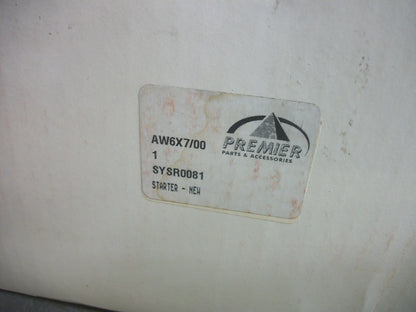 AW6X7/00
1
SYSR0081
STARTER - NEW
PREMIER
PARTS & ACCESSORIES